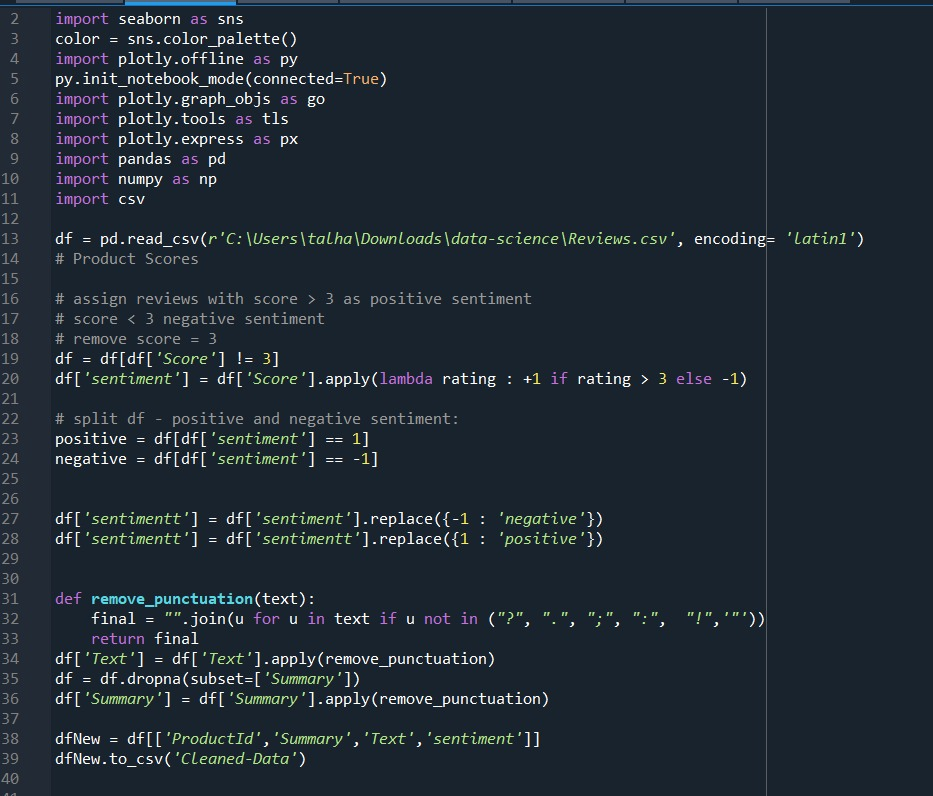 2 import seaborn as sns
3 color = sns.color_palette()
4 import plotly.offline as py
5 py.init_notebook_mode(connected=True)
6 import plotly.graph_objs as go
7 import plotly.tools as tls
8 import plotly.express as px
9 import pandas as pd
10 import numpy as np
11 import csv
12
13 df = pd.read_csv(r'C:\Users\talha\Downloads\data-science\Reviews.csv', encoding= 'latin1')
14 # Product Scores
15
16 # assign reviews with score > 3 as positive sentiment
17 # score < 3 negative sentiment
18 # remove score = 3
19 df = df[df['Score'] != 3]
20 df['sentiment'] = df['Score'].apply(lambda rating : +1 if rating > 3 else -1)
21
22 # split df - positive and negative sentiment:
23 positive = df[df['sentiment'] == 1]
24 negative = df[df['sentiment'] == -1]
25
26
27 df['sentimentt'] = df['sentiment'].replace({-1 : 'negative'})
28 df['sentimentt'] = df['sentimentt'].replace({1 : 'positive'})
29
30
31 def remove_punctuation(text):
32     final = "".join(u for u in text if u not in ("?", ".", ";", ":",  "!",'"'))
33     return final
34 df['Text'] = df['Text'].apply(remove_punctuation)
35 df = df.dropna(subset=['Summary'])
36 df['Summary'] = df['Summary'].apply(remove_punctuation)
37
38 dfNew = df[['ProductId','Summary','Text','sentiment']]
39 dfNew.to_csv('Cleaned-Data')
40